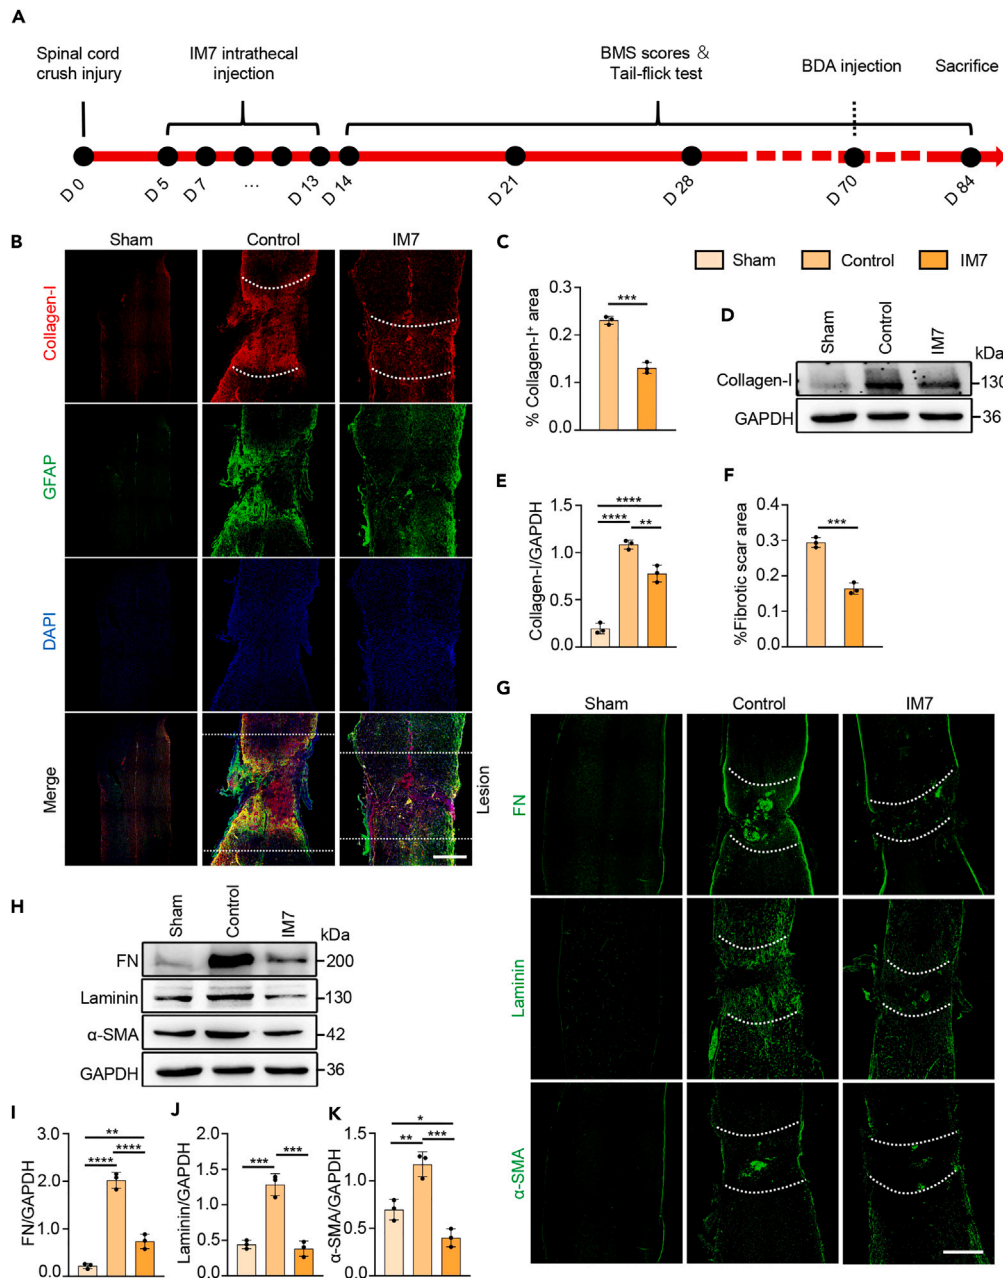 A
Spinal cord
crush injury
IM7 intrathecal
injection
BMS scores &
Tail-flick test
BDA injection
Sacrifice
D 0
D 5
D 7
...
D 13
D 14
D 21
D 28
D 70
D 84
B
Sham
Control
IM7
Collagen-I
GFAP
DAPI
Merge
Lesion
C
Sham
Control
IM7
% Collagen-I⁺ area
0.3
0.2
0.1
0.0
***
D
Sham
Control
IM7
kDa
Collagen-I
130
GAPDH
36
E
Collagen-I/GAPDH
1.5
1.0
0.5
0.0
****
****
**
F
%Fibrotic scar area
0.4
0.3
0.2
0.1
0.0
***
G
Sham
Control
IM7
FN
Laminin
α-SMA
H
Sham
Control
IM7
kDa
FN
200
Laminin
130
α-SMA
42
GAPDH
36
I
FN/GAPDH
3.0
2.0
1.0
0.0
**
****
****
J
Laminin/GAPDH
2.0
1.5
1.0
0.5
0.0
***
***
K
α-SMA/GAPDH
1.5
1.0
0.5
0.0
*
**
***